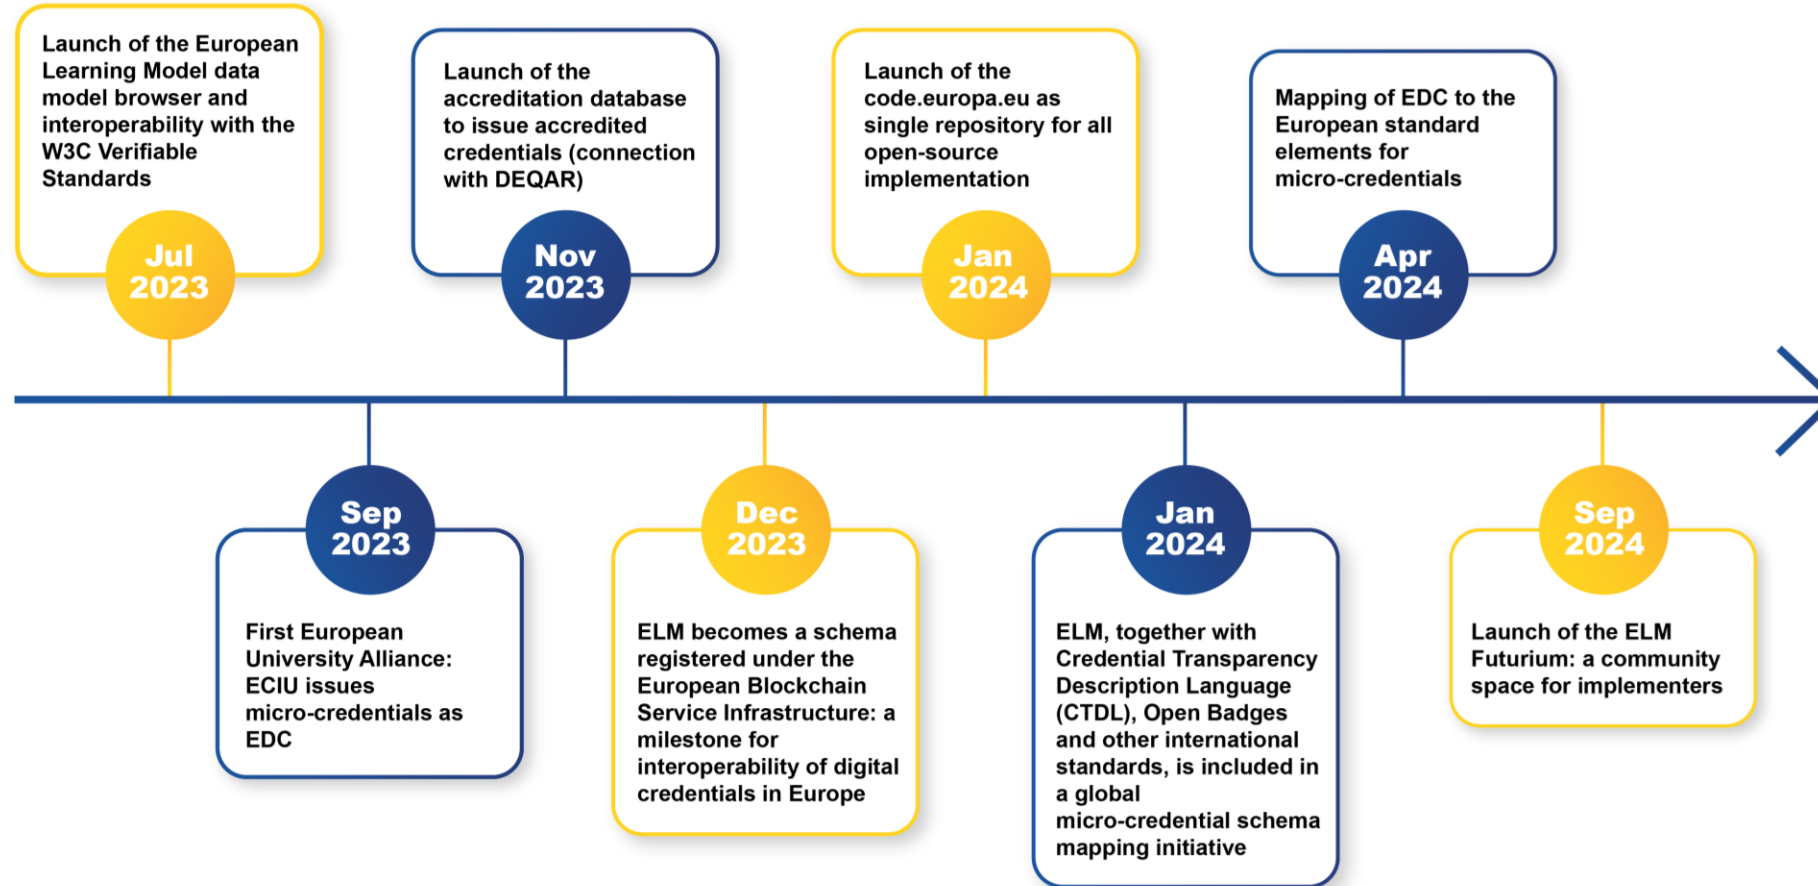 Launch of the European
Learning Model data
model browser and
interoperability with the
W3C Verifiable
Standards
Jul
2023
Sep
2023
First European
University Alliance:
ECIU issues
micro-credentials as
EDC
Launch of the
accreditation database
to issue accredited
credentials (connection
with DEQAR)
Nov
2023
Dec
2023
ELM becomes a schema
registered under the
European Blockchain
Service Infrastructure: a
milestone for
interoperability of digital
credentials in Europe
Launch of the
code.europa.eu as
single repository for all
open-source
implementation
Jan
2024
Jan
2024
ELM, together with
Credential Transparency
Description Language
(CTDL), Open Badges
and other international
standards, is included in
a global
micro-credential schema
mapping initiative
Mapping of EDC to the
European standard
elements for
micro-credentials
Apr
2024
Sep
2024
Launch of the ELM
Futurium: a community
space for implementers